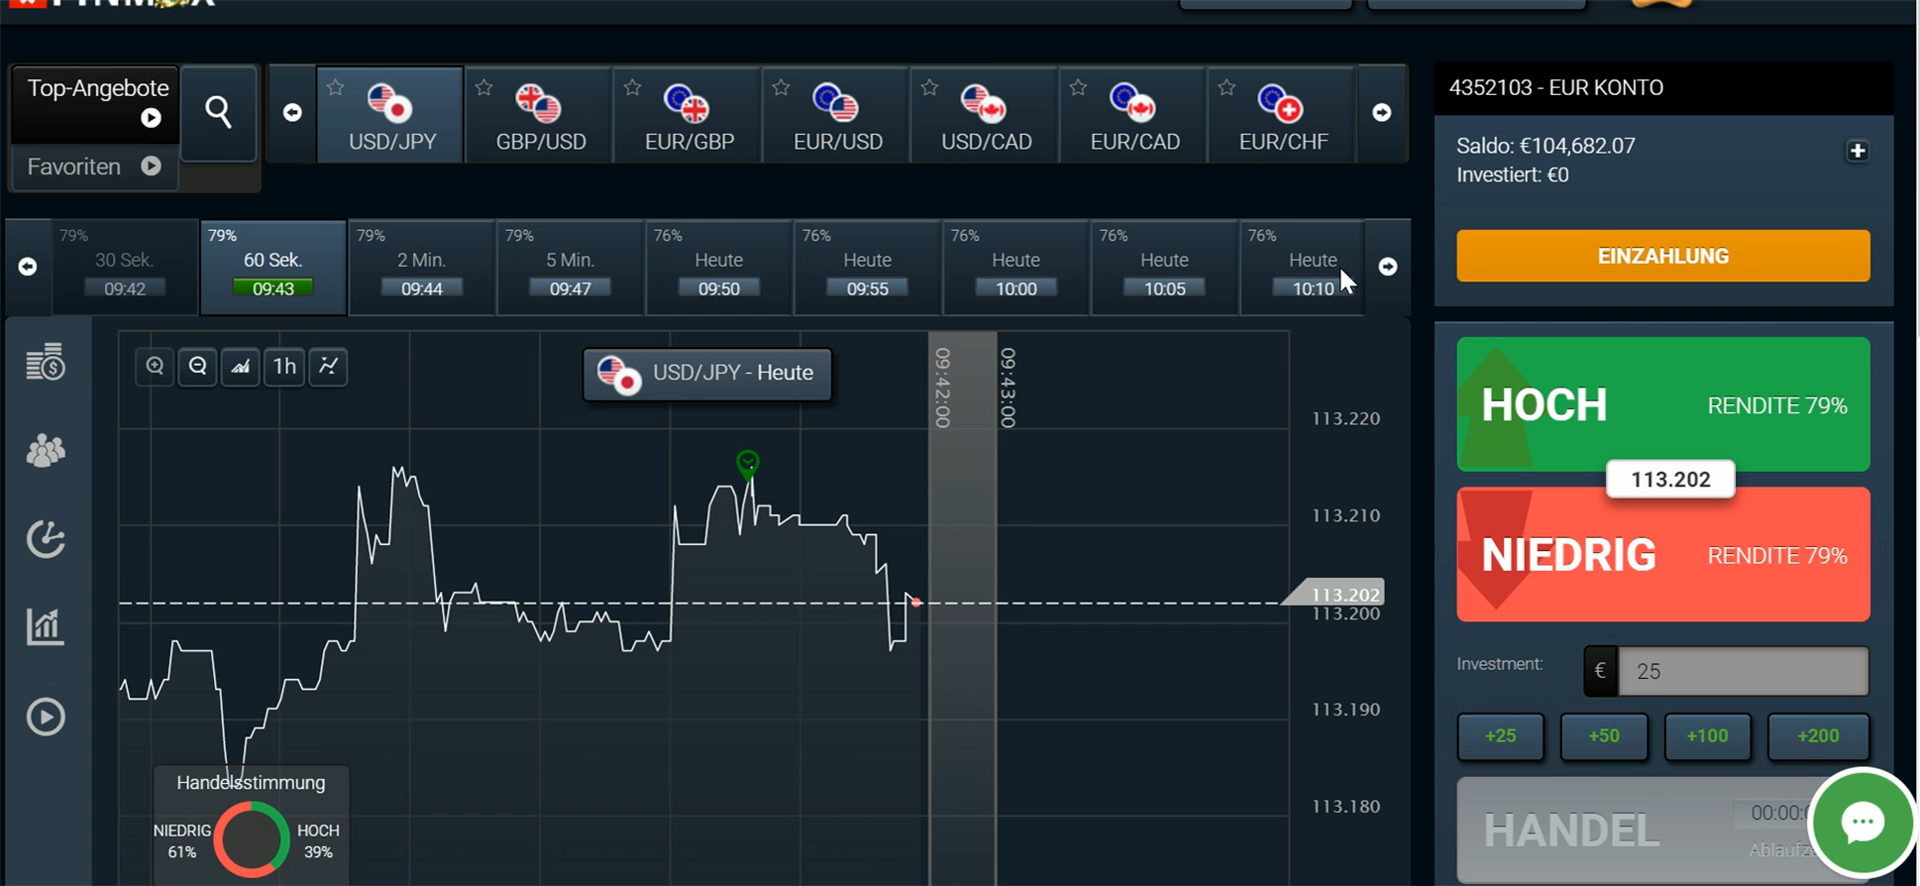 Top-Angebote
Favoriten
USD/JPY
GBP/USD
EUR/GBP
EUR/USD
USD/CAD
EUR/CAD
EUR/CHF
4352103 - EUR KONTO
Saldo: €104,682.07
Investiert: €0
EINZAHLUNG
79%
30 Sek.
09:42
79%
60 Sek.
09:43
79%
2 Min.
09:44
79%
5 Min.
09:47
76%
Heute
09:50
76%
Heute
09:55
76%
Heute
10:00
76%
Heute
10:05
76%
Heute
10:10
1h
USD/JPY - Heute
09:42:00
09:43:00
113.220
113.210
113.202
113.200
113.190
113.180
Handelsstimmung
NIEDRIG
61%
HOCH
39%
HOCH
RENDITE 79%
113.202
NIEDRIG
RENDITE 79%
Investment:
€ 25
+25
+50
+100
+200
HANDEL